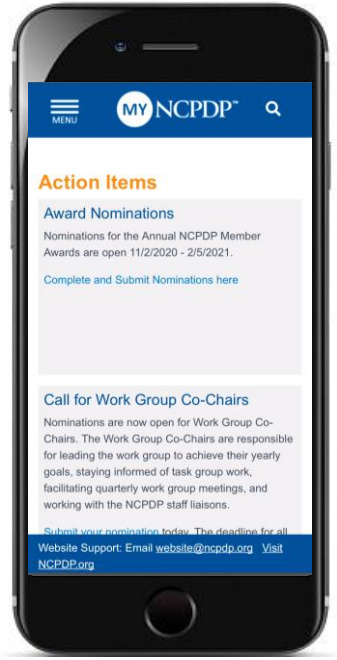 MENU
MY NCPDP™
Action Items
Award Nominations
Nominations for the Annual NCPDP Member
Awards are open 11/2/2020 - 2/5/2021.
Complete and Submit Nominations here
Call for Work Group Co-Chairs
Nominations are now open for Work Group Co-
Chairs. The Work Group Co-Chairs are responsible
for leading the work group to achieve their yearly
goals, staying informed of task group work,
facilitating quarterly work group meetings, and
working with the NCPDP staff liaisons.
Submit your nomination today. The deadline for all
Website Support: Email website@ncpdp.org Visit
NCPDP.org